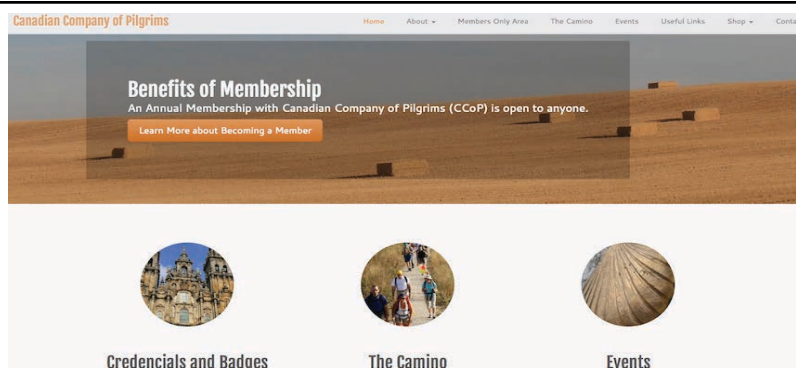 Canadian Company of Pilgrims
Home About Members Only Area The Camino Events Useful Links Shop
Benefits of Membership
An Annual Membership with Canadian Company of Pilgrims (CCoP) is open to anyone.
Learn More about Becoming a Member
Credencials and Badges The Camino Events